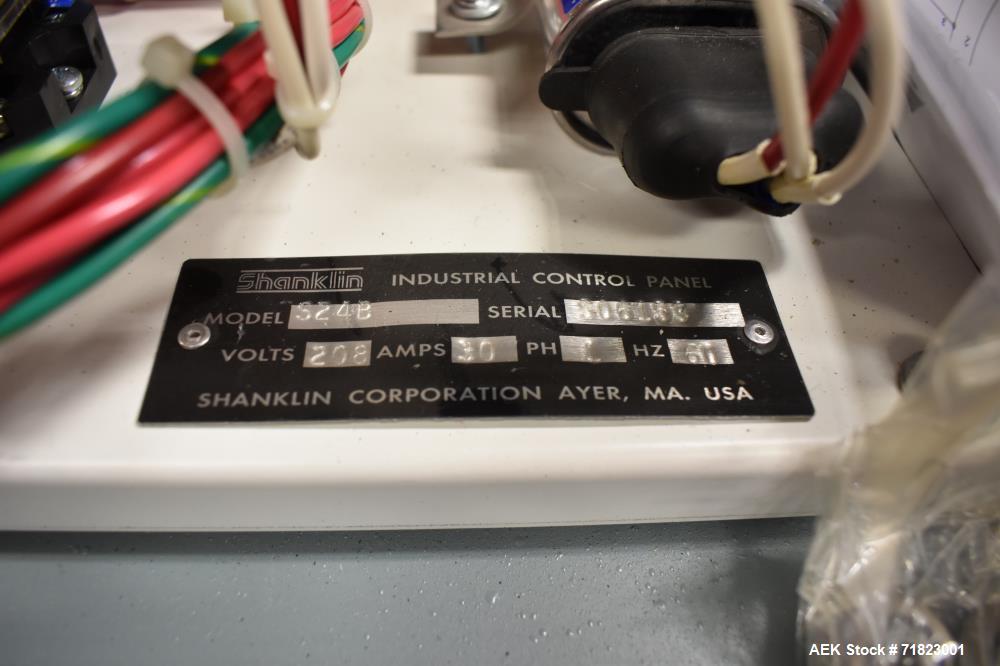 Shanklin INDUSTRIAL CONTROL PANEL
MODEL S24B SERIAL
VOLTS 208 AMPS 30 PH HZ 60
SHANKLIN CORPORATION AYER, MA. USA
AEK Stock # 71823001